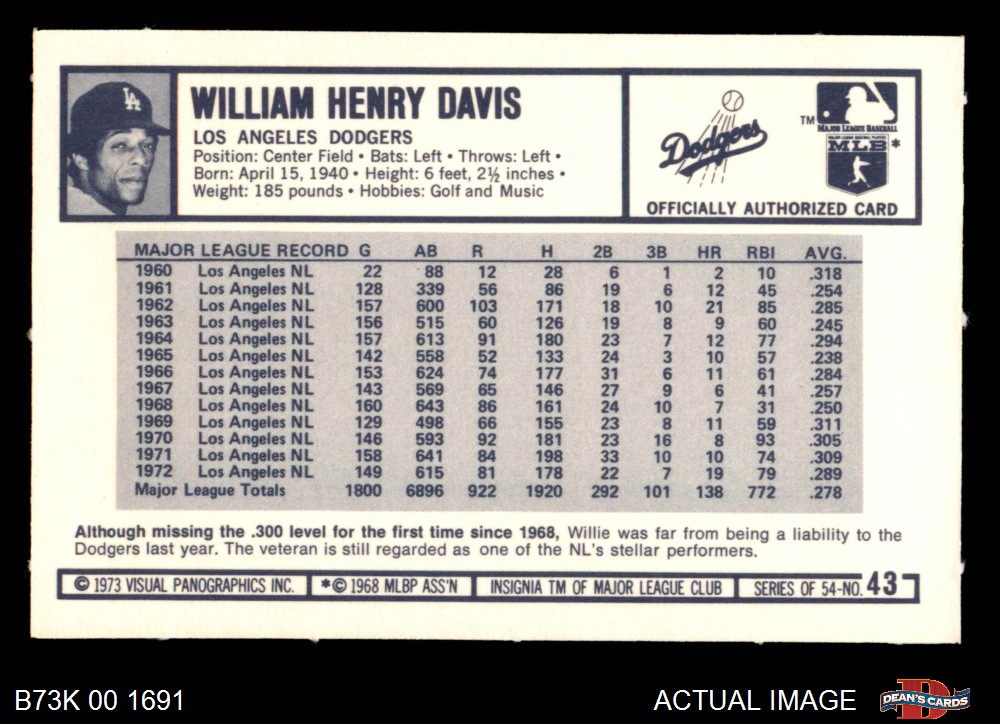 LA
WILLIAM HENRY DAVIS
LOS ANGELES DODGERS
Position: Center Field • Bats: Left • Throws: Left •
Born: April 15, 1940 • Height: 6 feet, 2½ inches •
Weight: 185 pounds • Hobbies: Golf and Music
Dodgers
TM
MAJOR LEAGUE BASEBALL
MAJOR LEAGUE BASEBALL PLAYERS
MLB*
OFFICIALLY AUTHORIZED CARD
MAJOR LEAGUE RECORD G AB R H 2B 3B HR RBI AVG.
1960 Los Angeles NL 22 88 12 28 6 1 2 10 .318
1961 Los Angeles NL 128 339 56 86 19 6 12 45 .254
1962 Los Angeles NL 157 600 103 171 18 10 21 85 .285
1963 Los Angeles NL 156 515 60 126 19 8 9 60 .245
1964 Los Angeles NL 157 613 91 180 23 7 12 77 .294
1965 Los Angeles NL 142 558 52 133 24 3 10 57 .238
1966 Los Angeles NL 153 624 74 177 31 6 11 61 .284
1967 Los Angeles NL 143 569 65 146 27 9 6 41 .257
1968 Los Angeles NL 160 643 86 161 24 10 7 31 .250
1969 Los Angeles NL 129 498 66 155 23 8 11 59 .311
1970 Los Angeles NL 146 593 92 181 23 16 8 93 .305
1971 Los Angeles NL 158 641 84 198 33 10 10 74 .309
1972 Los Angeles NL 149 615 81 178 22 7 19 79 .289
Major League Totals 1800 6896 922 1920 292 101 138 772 .278
Although missing the .300 level for the first time since 1968, Willie was far from being a liability to the
Dodgers last year. The veteran is still regarded as one of the NL's stellar performers.
© 1973 VISUAL PANOGRAPHICS INC. *© 1968 MLBP ASS'N INSIGNIA TM OF MAJOR LEAGUE CLUB SERIES OF 54-NO. 43
B73K 00 1691 ACTUAL IMAGE
D
DEAN'S CARDS